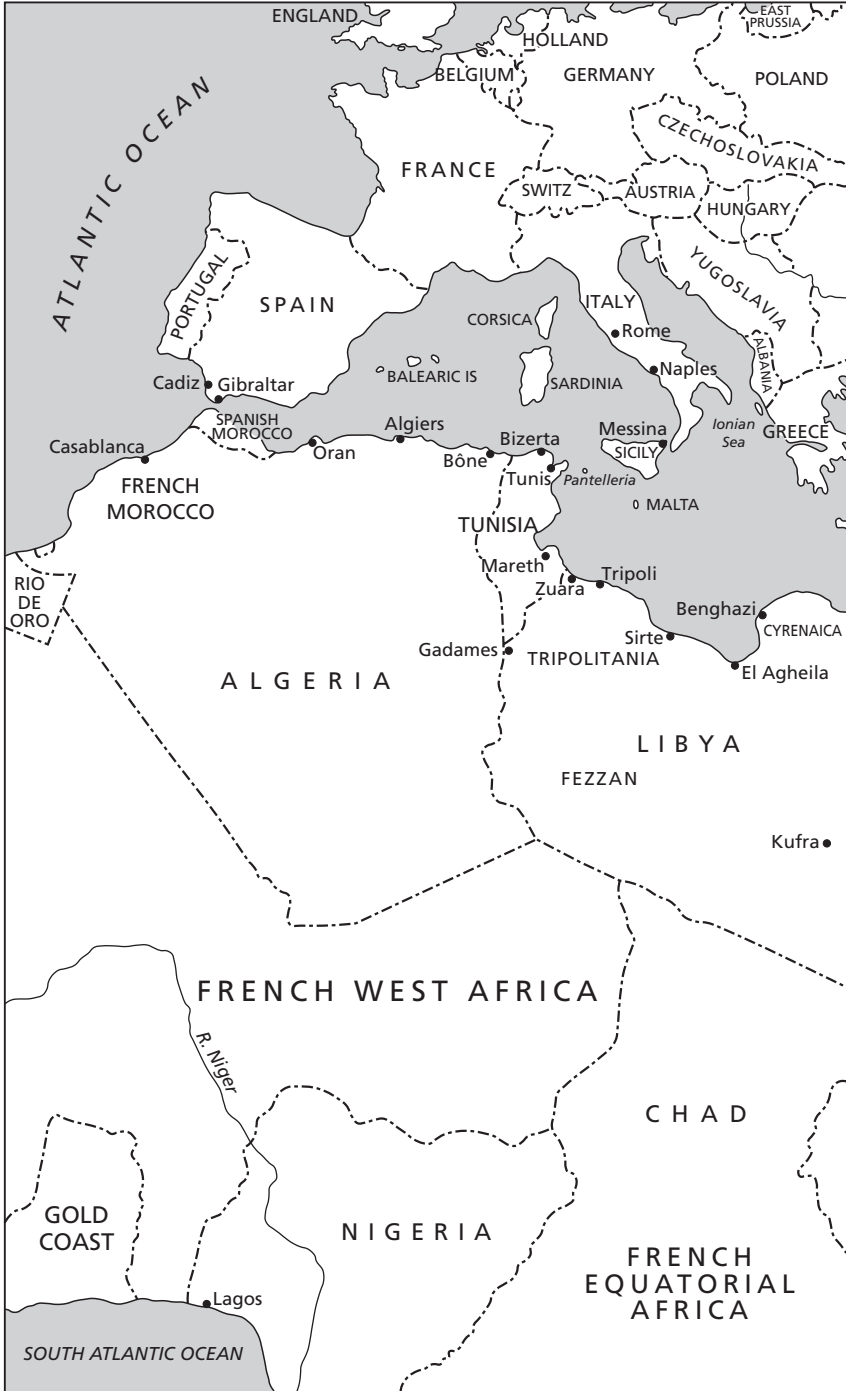 ENGLAND
EAST
PRUSSIA
HOLLAND
BELGIUM
GERMANY
POLAND
ATLANTIC OCEAN
CZECHOSLOVAKIA
FRANCE
SWITZ
AUSTRIA
HUNGARY
PORTUGAL
SPAIN
YUGOSLAVIA
ITALY
CORSICA
Rome
ALBANIA
Cadiz
Gibraltar
BALEARIC IS
SARDINIA
Naples
SPANISH
MOROCCO
Algiers
Messina
Ionian
Sea
GREECE
Casablanca
Oran
Bône
Bizerta
SICILY
Tunis
Pantelleria
FRENCH
MOROCCO
MALTA
TUNISIA
Mareth
Zuara
Tripoli
RIO
DE
ORO
Benghazi
CYRENAICA
Sirte
Gadames
TRIPOLITANIA
El Agheila
ALGERIA
LIBYA
FEZZAN
Kufra
FRENCH WEST AFRICA
R. Niger
CHAD
GOLD
COAST
NIGERIA
FRENCH
EQUATORIAL
AFRICA
Lagos
SOUTH ATLANTIC OCEAN